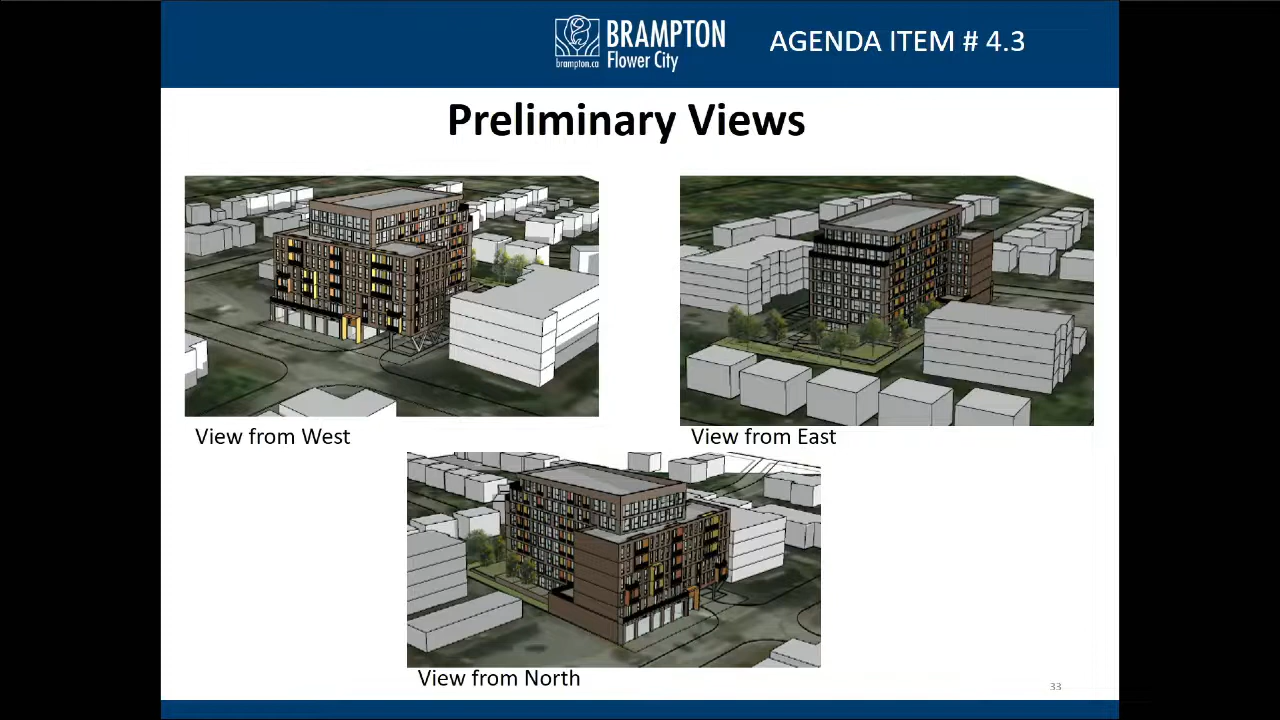 BRAMPTON
brampton.ca
Flower City
AGENDA ITEM # 4.3
Preliminary Views
View from West
View from East
View from North
33